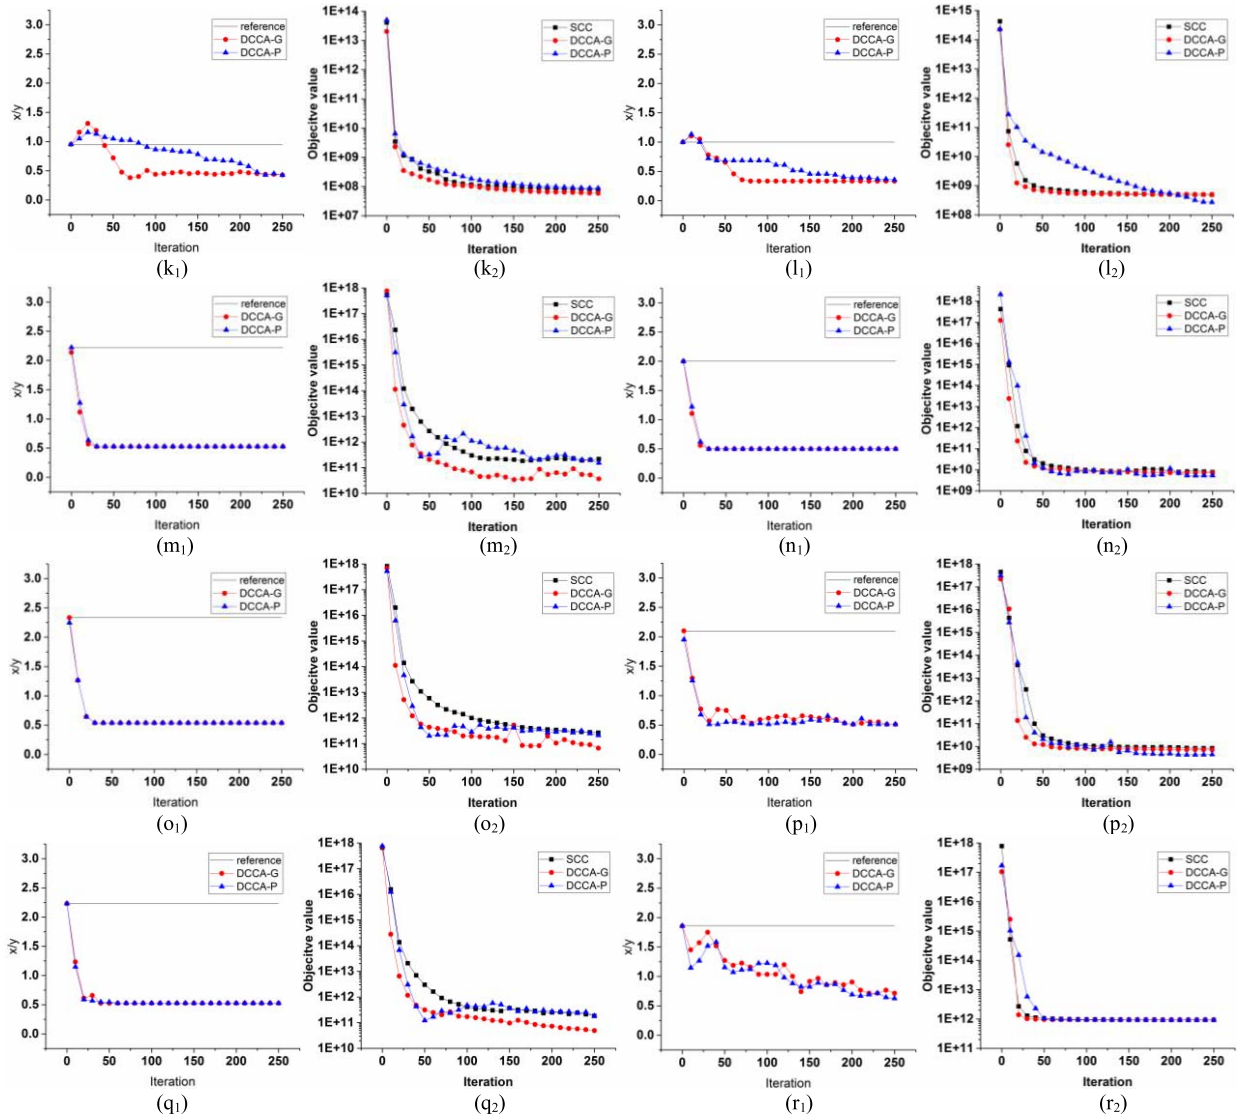 3.0
2.5
2.0
1.5
1.0
0.5
0.0
x/y
reference
DCCA-G
DCCA-P
0 50 100 150 200 250
Iteration
(k1)
1E+14
1E+13
1E+12
1E+11
1E+10
1E+09
1E+08
1E+07
Objecitve value
SCC
DCCA-G
DCCA-P
0 50 100 150 200 250
Iteration
(k2)
3.0
2.5
2.0
1.5
1.0
0.5
0.0
x/y
reference
DCCA-G
DCCA-P
0 50 100 150 200 250
Iteration
(l1)
1E+15
1E+14
1E+13
1E+12
1E+11
1E+10
1E+09
1E+08
Objecitve value
SCC
DCCA-G
DCCA-P
0 50 100 150 200 250
Iteration
(l2)
3.0
2.5
2.0
1.5
1.0
0.5
0.0
x/y
reference
DCCA-G
DCCA-P
0 50 100 150 200 250
Iteration
(m1)
1E+18
1E+17
1E+16
1E+15
1E+14
1E+13
1E+12
1E+11
1E+10
Objecitve value
SCC
DCCA-G
DCCA-P
0 50 100 150 200 250
Iteration
(m2)
3.0
2.5
2.0
1.5
1.0
0.5
0.0
x/y
reference
DCCA-G
DCCA-P
0 50 100 150 200 250
Iteration
(n1)
1E+18
1E+17
1E+16
1E+15
1E+14
1E+13
1E+12
1E+11
1E+10
1E+09
Objecitve value
SCC
DCCA-G
DCCA-P
0 50 100 150 200 250
Iteration
(n2)
3.0
2.5
2.0
1.5
1.0
0.5
0.0
x/y
reference
DCCA-G
DCCA-P
0 50 100 150 200 250
Iteration
(o1)
1E+18
1E+17
1E+16
1E+15
1E+14
1E+13
1E+12
1E+11
1E+10
Objecitve value
SCC
DCCA-G
DCCA-P
0 50 100 150 200 250
Iteration
(o2)
3.0
2.5
2.0
1.5
1.0
0.5
0.0
x/y
reference
DCCA-G
DCCA-P
0 50 100 150 200 250
Iteration
(p1)
1E+18
1E+17
1E+16
1E+15
1E+14
1E+13
1E+12
1E+11
1E+10
1E+09
Objecitve value
SCC
DCCA-G
DCCA-P
0 50 100 150 200 250
Iteration
(p2)
3.0
2.5
2.0
1.5
1.0
0.5
0.0
x/y
reference
DCCA-G
DCCA-P
0 50 100 150 200 250
Iteration
(q1)
1E+18
1E+17
1E+16
1E+15
1E+14
1E+13
1E+12
1E+11
1E+10
Objecitve value
SCC
DCCA-G
DCCA-P
0 50 100 150 200 250
Iteration
(q2)
3.0
2.5
2.0
1.5
1.0
0.5
0.0
x/y
reference
DCCA-G
DCCA-P
0 50 100 150 200 250
Iteration
(r1)
1E+18
1E+17
1E+16
1E+15
1E+14
1E+13
1E+12
1E+11
Objecitve value
SCC
DCCA-G
DCCA-P
0 50 100 150 200 250
Iteration
(r2)